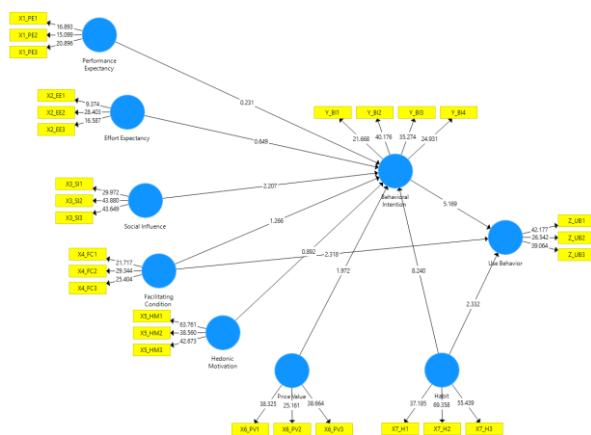 X1_PE1
X1_PE2
X1_PE3
16.893
15.099
20.896
Performance
Expectancy
X2_EE1
X2_EE2
X2_EE3
9.374
28.403
16.587
Effort Expectancy
X3_SI1
X3_SI2
X3_SI3
29.972
43.880
43.649
Social Influence
X4_FC1
X4_FC2
X4_FC3
21.717
29.344
25.404
Facilitating
Condition
X5_HM1
X5_HM2
X5_HM3
63.761
38.560
42.673
Hedonic
Motivation
Price Value
38.325
25.161
38.664
X6_PV1
X6_PV2
X6_PV3
Habit
37.185
69.358
55.439
X7_H1
X7_H2
X7_H3
Y_BI1
Y_BI2
Y_BI3
Y_BI4
21.668
40.176
35.274
24.931
Behavioral
Intention
Use Behavior
42.177
26.542
39.064
Z_UB1
Z_UB2
Z_UB3
0.231
0.649
2.207
1.266
0.892
2.318
1.972
8.240
2.332
5.169